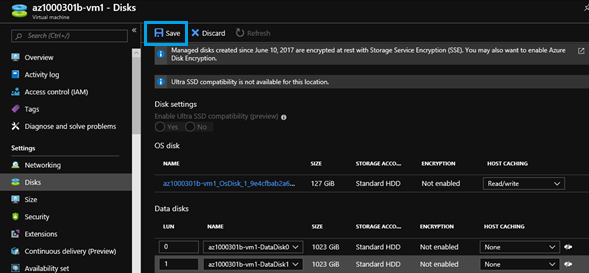 az1000301b-vm1 - Disks
Virtual machine
Search (Ctrl+/)
Overview
Activity log
Access control (IAM)
Tags
Diagnose and solve problems
Settings
Networking
Disks
Size
Security
Extensions
Continuous delivery (Preview)
Availability set
Save Discard Refresh
Managed disks created since June 10, 2017 are encrypted at rest with Storage Service Encryption (SSE). You may also want to enable Azure
Disk Encryption.
Ultra SSD compatibility is not available for this location.
Disk settings
Enable Ultra SSD compatibility (preview)
Yes No
OS disk
NAME SIZE STORAGE ACCO... ENCRYPTION HOST CACHING
az1000301b-vm1_OsDisk_1_9e4cfbab2a6... 127 GiB Standard HDD Not enabled Read/write
Data disks
LUN NAME SIZE STORAGE ACCO... ENCRYPTION HOST CACHING
0 az1000301b-vm1-DataDisk0 1023 GiB Standard HDD Not enabled None
1 az1000301b-vm1-DataDisk1 1023 GiB Standard HDD Not enabled None